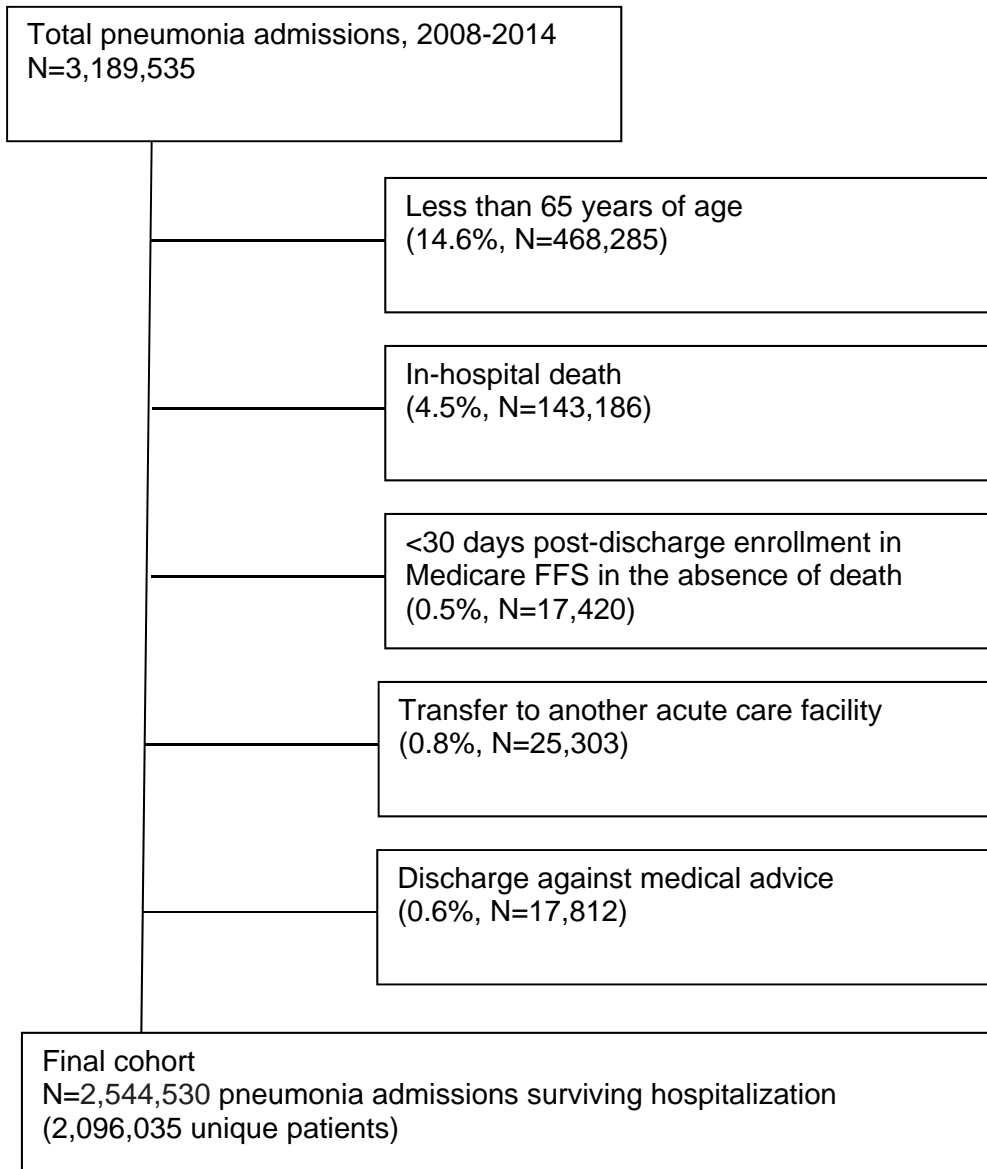 Total pneumonia admissions, 2008-2014
N=3,189,535
Less than 65 years of age
(14.6%, N=468,285)
In-hospital death
(4.5%, N=143,186)
<30 days post-discharge enrollment in
Medicare FFS in the absence of death
(0.5%, N=17,420)
Transfer to another acute care facility
(0.8%, N=25,303)
Discharge against medical advice
(0.6%, N=17,812)
Final cohort
N=2,544,530 pneumonia admissions surviving hospitalization
(2,096,035 unique patients)